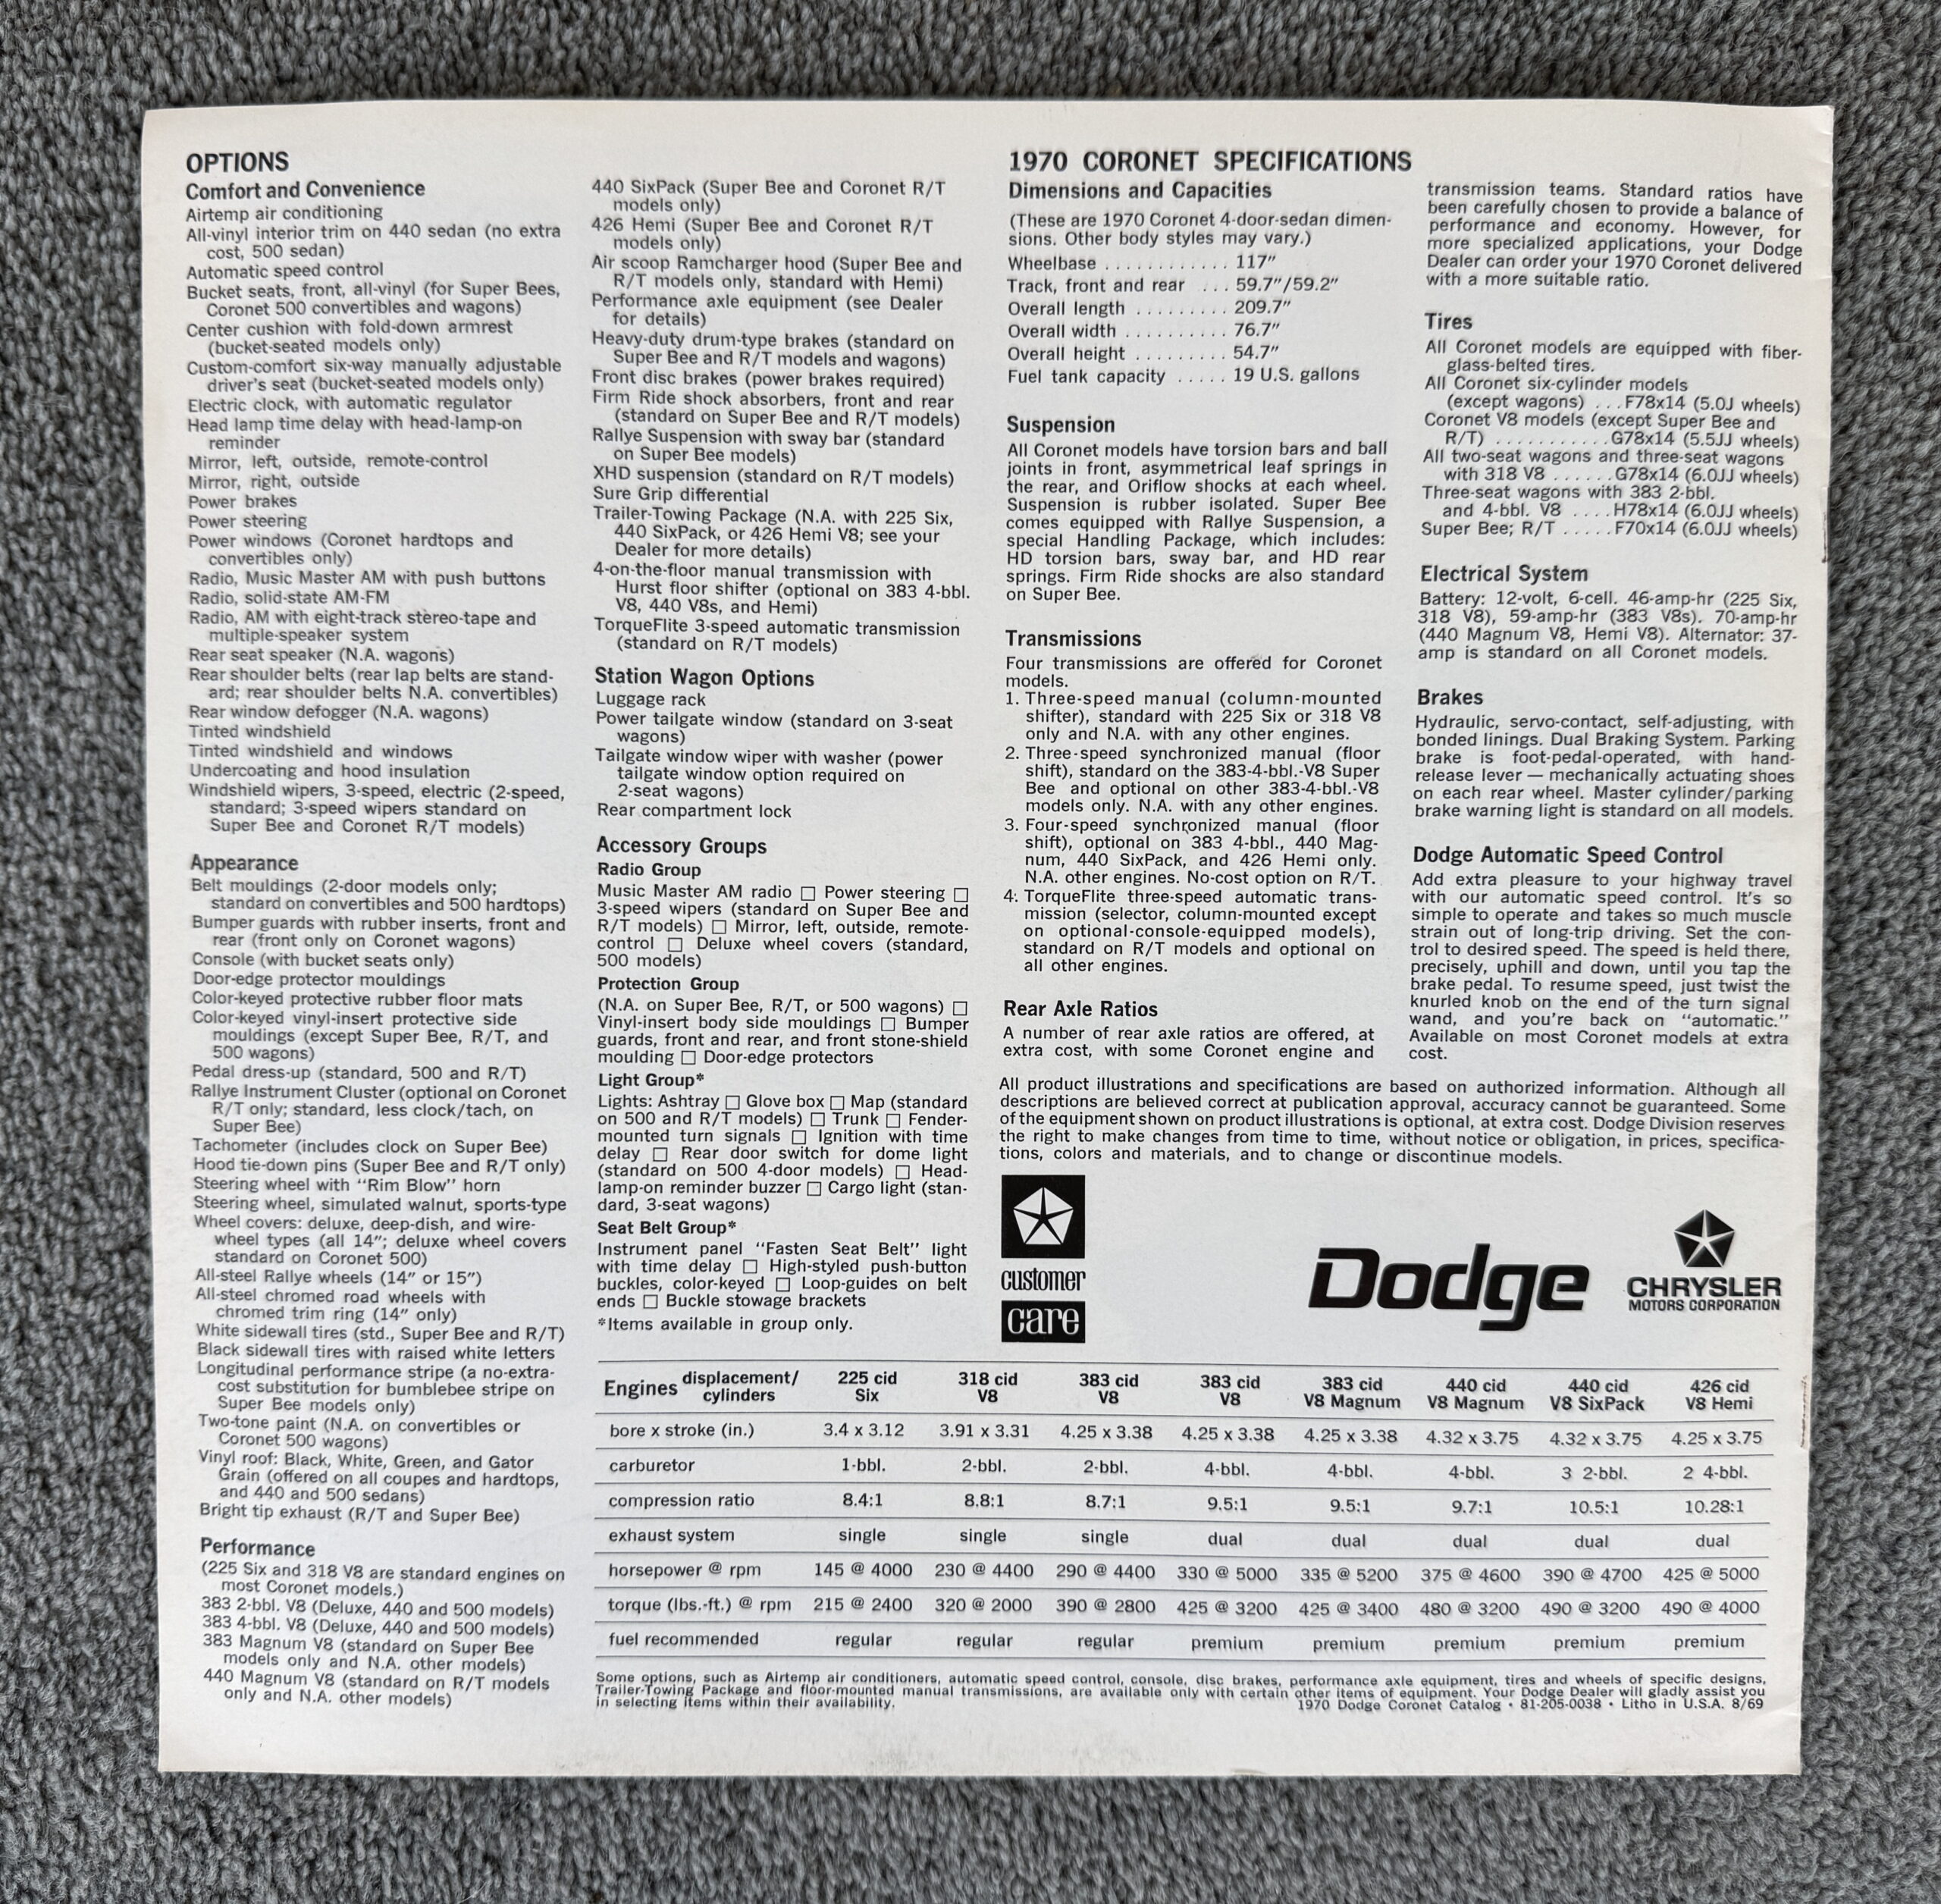 OPTIONS
Comfort and Convenience
Airtemp air conditioning
All-vinyl interior trim on 440 sedan (no extra
cost, 500 sedan)
Automatic speed control
Bucket seats, front, all-vinyl (for Super Bees,
Coronet 500 convertibles and wagons)
Center cushion with fold-down armrest
(bucket-seated models only)
Custom-comfort six-way manually adjustable
driver's seat (bucket-seated models only)
Electric clock, with automatic regulator
Head lamp time delay with head-lamp-on
reminder
Mirror, left, outside, remote-control
Mirror, right, outside
Power brakes
Power steering
Power windows (Coronet hardtops and
convertibles only)
Radio, Music Master AM with push buttons
Radio, solid-state AM-FM
Radio, AM with eight-track stereo-tape and
multiple-speaker system
Rear seat speaker (N.A. wagons)
Rear shoulder belts (rear lap belts are stand-
ard; rear shoulder belts N.A. convertibles)
Rear window defogger (N.A. wagons)
Tinted windshield
Tinted windshield and windows
Undercoating and hood insulation
Windshield wipers, 3-speed, electric (2-speed,
standard; 3-speed wipers standard on
Super Bee and Coronet R/T models)
Appearance
Belt mouldings (2-door models only;
standard on convertibles and 500 hardtops)
Bumper guards with rubber inserts, front and
rear (front only on Coronet wagons)
Console (with bucket seats only)
Door-edge protector mouldings
Color-keyed protective rubber floor mats
Color-keyed vinyl-insert protective side
mouldings (except Super Bee, R/T, and
500 wagons)
Pedal dress-up (standard, 500 and R/T)
Rallye Instrument Cluster (optional on Coronet
R/T only; standard, less clock/tach, on
Super Bee)
Tachometer (includes clock on Super Bee)
Hood tie-down pins (Super Bee and R/T only)
Steering wheel with "Rim Blow" horn
Steering wheel, simulated walnut, sports-type
Wheel covers: deluxe, deep-dish, and wire-
wheel types (all 14"; deluxe wheel covers
standard on Coronet 500)
All-steel Rallye wheels (14" or 15")
All-steel chromed road wheels with
chromed trim ring (14" only)
White sidewall tires (std., Super Bee and R/T)
Black sidewall tires with raised white letters
Longitudinal performance stripe (a no-extra-
cost substitution for bumblebee stripe on
Super Bee models only)
Two-tone paint (N.A. on convertibles or
Coronet 500 wagons)
Vinyl roof: Black, White, Green, and Gator
Grain (offered on all coupes and hardtops,
and 440 and 500 sedans)
Bright tip exhaust (R/T and Super Bee)
Performance
(225 Six and 318 V8 are standard engines on
most Coronet models.)
383 2-bbl. V8 (Deluxe, 440 and 500 models)
383 4-bbl. V8 (Deluxe, 440 and 500 models)
383 Magnum V8 (standard on Super Bee
models only and N.A. other models)
440 Magnum V8 (standard on R/T models
only and N.A. other models)
440 SixPack (Super Bee and Coronet R/T
models only)
426 Hemi (Super Bee and Coronet R/T
models only)
Air scoop Ramcharger hood (Super Bee and
R/T models only, standard with Hemi)
Performance axle equipment (see Dealer
for details)
Heavy-duty drum-type brakes (standard on
Super Bee and R/T models and wagons)
Front disc brakes (power brakes required)
Firm Ride shock absorbers, front and rear
(standard on Super Bee and R/T models)
Rallye Suspension with sway bar (standard
on Super Bee models)
XHD suspension (standard on R/T models)
Sure Grip differential
Trailer-Towing Package (N.A. with 225 Six,
440 SixPack, or 426 Hemi V8; see your
Dealer for more details)
4-on-the-floor manual transmission with
Hurst floor shifter (optional on 383 4-bbl.
V8, 440 V8s, and Hemi)
TorqueFlite 3-speed automatic transmission
(standard on R/T models)
Station Wagon Options
Luggage rack
Power tailgate window (standard on 3-seat
wagons)
Tailgate window wiper with washer (power
tailgate window option required on
2-seat wagons)
Rear compartment lock
Accessory Groups
Radio Group
Music Master AM radio □ Power steering □
3-speed wipers (standard on Super Bee and
R/T models) □ Mirror, left, outside, remote-
control □ Deluxe wheel covers (standard,
500 models)
Protection Group
(N.A. on Super Bee, R/T, or 500 wagons) □
Vinyl-insert body side mouldings □ Bumper
guards, front and rear, and front stone-shield
moulding □ Door-edge protectors
Light Group*
Lights: Ashtray □ Glove box □ Map (standard
on 500 and R/T models) □ Trunk □ Fender-
mounted turn signals □ Ignition with time
delay □ Rear door switch for dome light
(standard on 500 4-door models) □ Head-
lamp-on reminder buzzer □ Cargo light (stan-
dard, 3-seat wagons)
Seat Belt Group*
Instrument panel "Fasten Seat Belt" light
with time delay □ High-styled push-button
buckles, color-keyed □ Loop-guides on belt
ends □ Buckle stowage brackets
*Items available in group only.
1970 CORONET SPECIFICATIONS
Dimensions and Capacities
(These are 1970 Coronet 4-door-sedan dimen-
sions. Other body styles may vary.)
Wheelbase . . . . . . . . . . . . 117"
Track, front and rear . . . 59.7"/59.2"
Overall length . . . . . . . . . 209.7"
Overall width . . . . . . . . . . 76.7"
Overall height . . . . . . . . . 54.7"
Fuel tank capacity . . . . . 19 U.S. gallons
Suspension
All Coronet models have torsion bars and ball
joints in front, asymmetrical leaf springs in
the rear, and Oriflow shocks at each wheel.
Suspension is rubber isolated. Super Bee
comes equipped with Rallye Suspension, a
special Handling Package, which includes:
HD torsion bars, sway bar, and HD rear
springs. Firm Ride shocks are also standard
on Super Bee.
Transmissions
Four transmissions are offered for Coronet
models.
1. Three-speed manual (column-mounted
shifter), standard with 225 Six or 318 V8
only and N.A. with any other engines.
2. Three-speed synchronized manual (floor
shift), standard on the 383-4-bbl.-V8 Super
Bee and optional on other 383-4-bbl.-V8
models only. N.A. with any other engines.
3. Four-speed synchronized manual (floor
shift), optional on 383 4-bbl., 440 Mag-
num, 440 SixPack, and 426 Hemi only.
N.A. other engines. No-cost option on R/T.
4. TorqueFlite three-speed automatic trans-
mission (selector, column-mounted except
on optional-console-equipped models),
standard on R/T models and optional on
all other engines.
Rear Axle Ratios
A number of rear axle ratios are offered, at
extra cost, with some Coronet engine and
transmission teams. Standard ratios have
been carefully chosen to provide a balance of
performance and economy. However, for
more specialized applications, your Dodge
Dealer can order your 1970 Coronet delivered
with a more suitable ratio.
Tires
All Coronet models are equipped with fiber-
glass-belted tires.
All Coronet six-cylinder models
(except wagons) . . . F78x14 (5.0J wheels)
Coronet V8 models (except Super Bee and
R/T) . . . . . . . . . . . G78x14 (5.5JJ wheels)
All two-seat wagons and three-seat wagons
with 318 V8 . . . . . . G78x14 (6.0JJ wheels)
Three-seat wagons with 383 2-bbl.
and 4-bbl. V8 . . . . H78x14 (6.0JJ wheels)
Super Bee; R/T . . . . . F70x14 (6.0JJ wheels)
Electrical System
Battery: 12-volt, 6-cell. 46-amp-hr (225 Six,
318 V8), 59-amp-hr (383 V8s). 70-amp-hr
(440 Magnum V8, Hemi V8). Alternator: 37-
amp is standard on all Coronet models.
Brakes
Hydraulic, servo-contact, self-adjusting, with
bonded linings. Dual Braking System. Parking
brake is foot-pedal-operated, with hand-
release lever — mechanically actuating shoes
on each rear wheel. Master cylinder/parking
brake warning light is standard on all models.
Dodge Automatic Speed Control
Add extra pleasure to your highway travel
with our automatic speed control. It's so
simple to operate and takes so much muscle
strain out of long-trip driving. Set the con-
trol to desired speed. The speed is held there,
precisely, uphill and down, until you tap the
brake pedal. To resume speed, just twist the
knurled knob on the end of the turn signal
wand, and you're back on "automatic."
Available on most Coronet models at extra
cost.
All product illustrations and specifications are based on authorized information. Although all
descriptions are believed correct at publication approval, accuracy cannot be guaranteed. Some
of the equipment shown on product illustrations is optional, at extra cost. Dodge Division reserves
the right to make changes from time to time, without notice or obligation, in prices, specifica-
tions, colors and materials, and to change or discontinue models.
customer
care
Dodge
CHRYSLER
MOTORS CORPORATION
Engines displacement/cylinders 225 cid Six 318 cid V8 383 cid V8 383 cid V8 383 cid V8 Magnum 440 cid V8 Magnum 440 cid V8 SixPack 426 cid V8 Hemi
bore x stroke (in.) 3.4 x 3.12 3.91 x 3.31 4.25 x 3.38 4.25 x 3.38 4.25 x 3.38 4.32 x 3.75 4.32 x 3.75 4.25 x 3.75
carburetor 1-bbl. 2-bbl. 2-bbl. 4-bbl. 4-bbl. 4-bbl. 3 2-bbl. 2 4-bbl.
compression ratio 8.4:1 8.8:1 8.7:1 9.5:1 9.5:1 9.7:1 10.5:1 10.28:1
exhaust system single single single dual dual dual dual dual
horsepower @ rpm 145 @ 4000 230 @ 4400 290 @ 4400 330 @ 5000 335 @ 5200 375 @ 4600 390 @ 4700 425 @ 5000
torque (lbs.-ft.) @ rpm 215 @ 2400 320 @ 2000 390 @ 2800 425 @ 3200 425 @ 3400 480 @ 3200 490 @ 3200 490 @ 4000
fuel recommended regular regular regular premium premium premium premium premium
Some options, such as Airtemp air conditioners, automatic speed control, console, disc brakes, performance axle equipment, tires and wheels of specific designs,
Trailer-Towing Package and floor-mounted manual transmissions, are available only with certain other items of equipment. Your Dodge Dealer will gladly assist you
in selecting items within their availability.
1970 Dodge Coronet Catalog • 81-205-0038 • Litho in U.S.A. 8/69